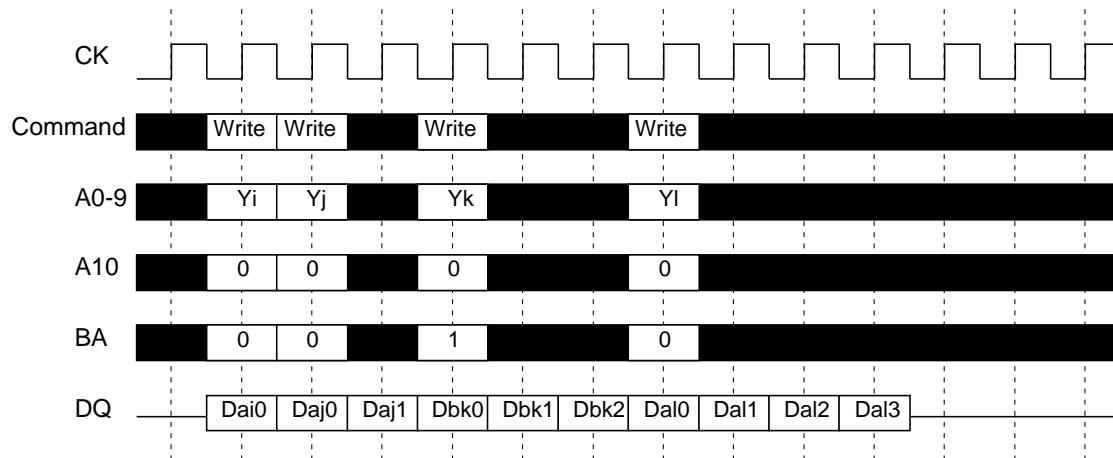 CK
Command Write Write Write Write
A0-9 Yi Yj Yk Yl
A10 0 0 0 0
BA 0 0 1 0
DQ Dai0 Daj0 Daj1 Dbk0 Dbk1 Dbk2 Dal0 Dal1 Dal2 Dal3